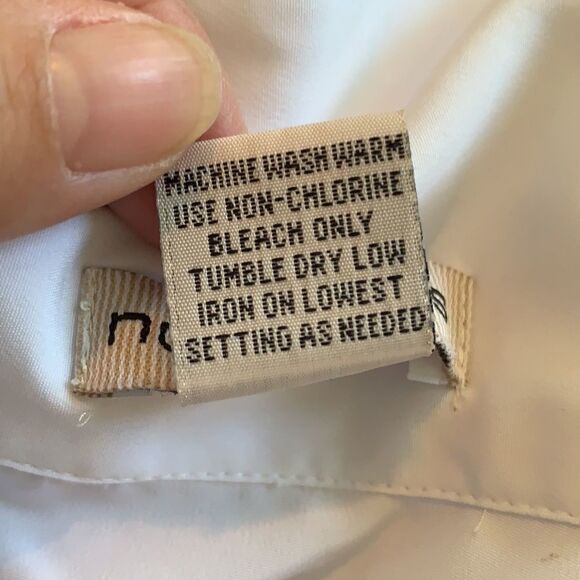 MACHINE WASH WARM
USE NON-CHLORINE
BLEACH ONLY
TUMBLE DRY LOW
IRON ON LOWEST
SETTING AS NEEDED